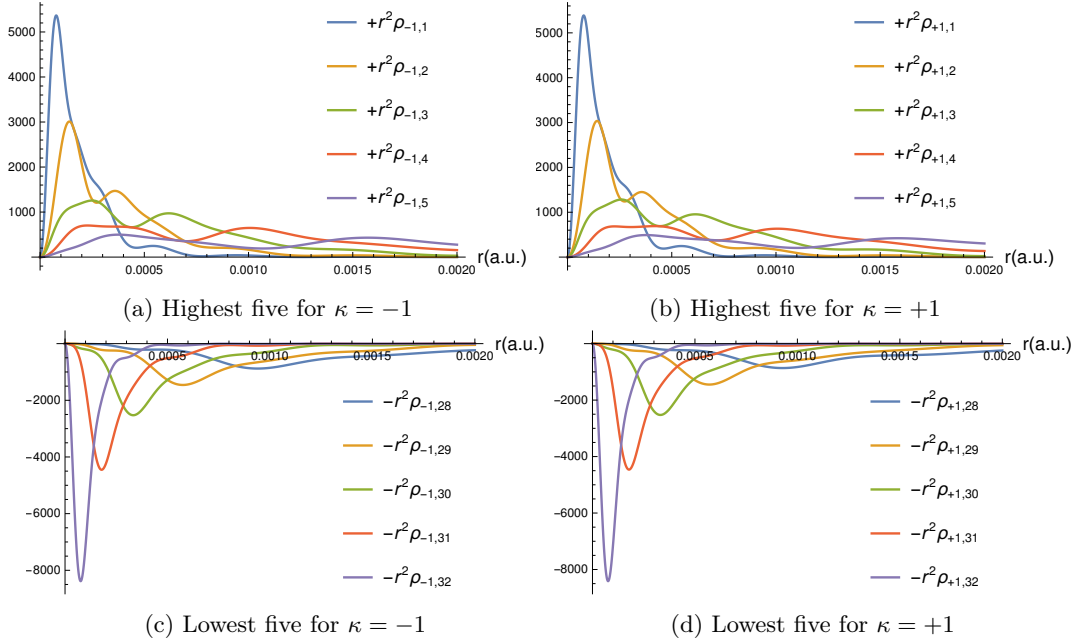 5000
4000
3000
2000
1000
0.0005
0.0010
0.0015
0.0020
r(a.u.)
+r²ρ₋₁,₁
+r²ρ₋₁,₂
+r²ρ₋₁,₃
+r²ρ₋₁,₄
+r²ρ₋₁,₅
(a) Highest five for κ = −1
5000
4000
3000
2000
1000
0.0005
0.0010
0.0015
0.0020
r(a.u.)
+r²ρ₊₁,₁
+r²ρ₊₁,₂
+r²ρ₊₁,₃
+r²ρ₊₁,₄
+r²ρ₊₁,₅
(b) Highest five for κ = +1
0.0005
0.0010
0.0015
0.0020
r(a.u.)
−2000
−4000
−6000
−8000
−r²ρ₋₁,₂₈
−r²ρ₋₁,₂₉
−r²ρ₋₁,₃₀
−r²ρ₋₁,₃₁
−r²ρ₋₁,₃₂
(c) Lowest five for κ = −1
0.0005
0.0010
0.0015
0.0020
r(a.u.)
−2000
−4000
−6000
−8000
−r²ρ₊₁,₂₈
−r²ρ₊₁,₂₉
−r²ρ₊₁,₃₀
−r²ρ₊₁,₃₁
−r²ρ₊₁,₃₂
(d) Lowest five for κ = +1